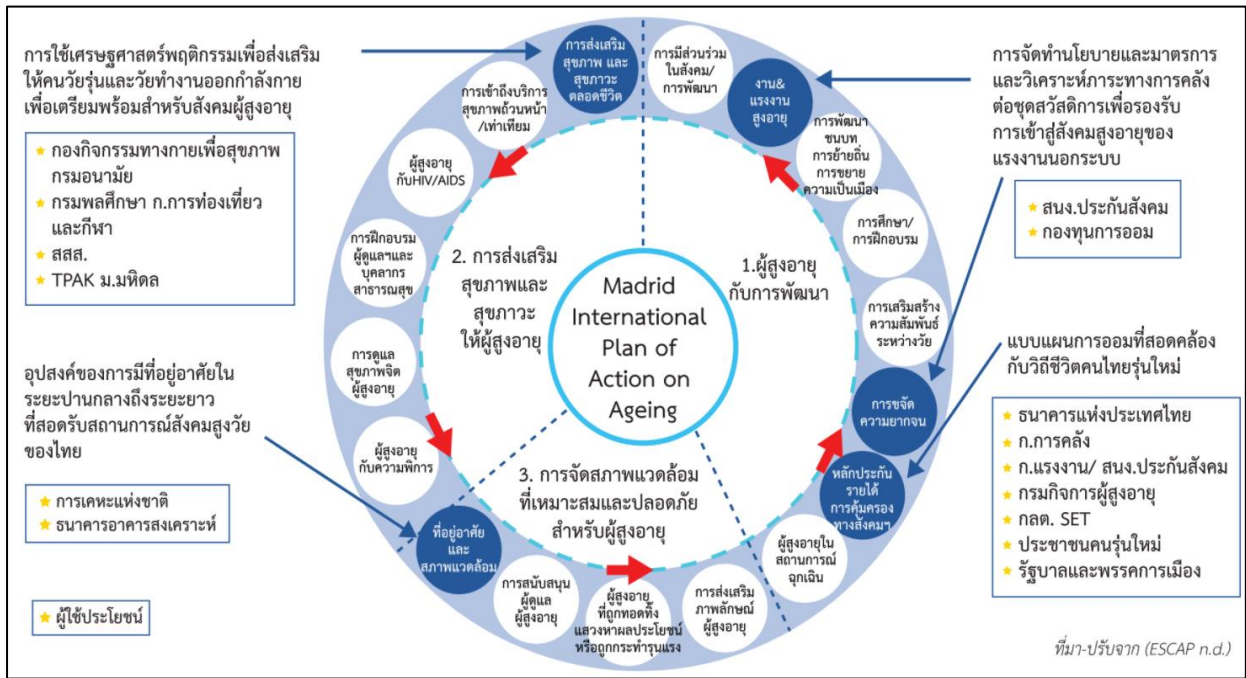 การใช้เศรษฐศาสตร์พฤติกรรมเพื่อส่งเสริม
ให้คนวัยรุ่นและวัยทำงานออกกำลังกาย
เพื่อเตรียมพร้อมสำหรับสังคมผู้สูงอายุ
กองกิจกรรมทางกายเพื่อสุขภาพ
กรมอนามัย
กรมพลศึกษา ก.การท่องเที่ยว
และกีฬา
สสส.
TPAK ม.มหิดล
อุปสงค์ของการมีที่อยู่อาศัยใน
ระยะปานกลางถึงระยะยาว
ที่สอดรับสถานการณ์สังคมสูงวัย
ของไทย
การเคหะแห่งชาติ
ธนาคารอาคารสงเคราะห์
ผู้ใช้ประโยชน์
การส่งเสริม
สุขภาพ และ
สุขภาวะ
ตลอดชีวิต
การเข้าถึงบริการ
สุขภาพถ้วนหน้า
/เท่าเทียม
ผู้สูงอายุ
กับHIV/AIDS
การฝึกอบรม
ผู้ดูแลฯและ
บุคลากร
สาธารณสุข
การดูแล
สุขภาพจิต
ผู้สูงอายุ
ผู้สูงอายุ
กับความพิการ
ที่อยู่อาศัย
และ
สภาพแวดล้อม
การสนับสนุน
ผู้ดูแล
ผู้สูงอายุ
ผู้สูงอายุ
ที่ถูกทอดทิ้ง
แสวงหาผลประโยชน์
หรือถูกกระทำรุนแรง
การส่งเสริม
ภาพลักษณ์
ผู้สูงอายุ
ผู้สูงอายุใน
สถานการณ์
ฉุกเฉิน
หลักประกัน
รายได้
การคุ้มครอง
ทางสังคมฯ
การขจัด
ความยากจน
การเสริมสร้าง
ความสัมพันธ์
ระหว่างวัย
การศึกษา/
การฝึกอบรม
การพัฒนา
ชนบท
การย้ายถิ่น
การขยาย
ความเป็นเมือง
งาน&
แรงงาน
สูงอายุ
การมีส่วนร่วม
ในสังคม/
การพัฒนา
2. การส่งเสริม
สุขภาพและ
สุขภาวะ
ให้ผู้สูงอายุ
1.ผู้สูงอายุ
กับการพัฒนา
Madrid
International
Plan of
Action on
Ageing
3. การจัดสภาพแวดล้อม
ที่เหมาะสมและปลอดภัย
สำหรับผู้สูงอายุ
การจัดทำนโยบายและมาตรการ
และวิเคราะห์ภาระทางการคลัง
ต่อชุดสวัสดิการเพื่อรองรับ
การเข้าสู่สังคมสูงอายุของ
แรงงานนอกระบบ
สนง.ประกันสังคม
กองทุนการออม
แบบแผนการออมที่สอดคล้อง
กับวิถีชีวิตคนไทยรุ่นใหม่
ธนาคารแห่งประเทศไทย
ก.การคลัง
ก.แรงงาน/ สนง.ประกันสังคม
กรมกิจการผู้สูงอายุ
กลต. SET
ประชาชนคนรุ่นใหม่
รัฐบาลและพรรคการเมือง
ที่มา-ปรับจาก (ESCAP n.d.)